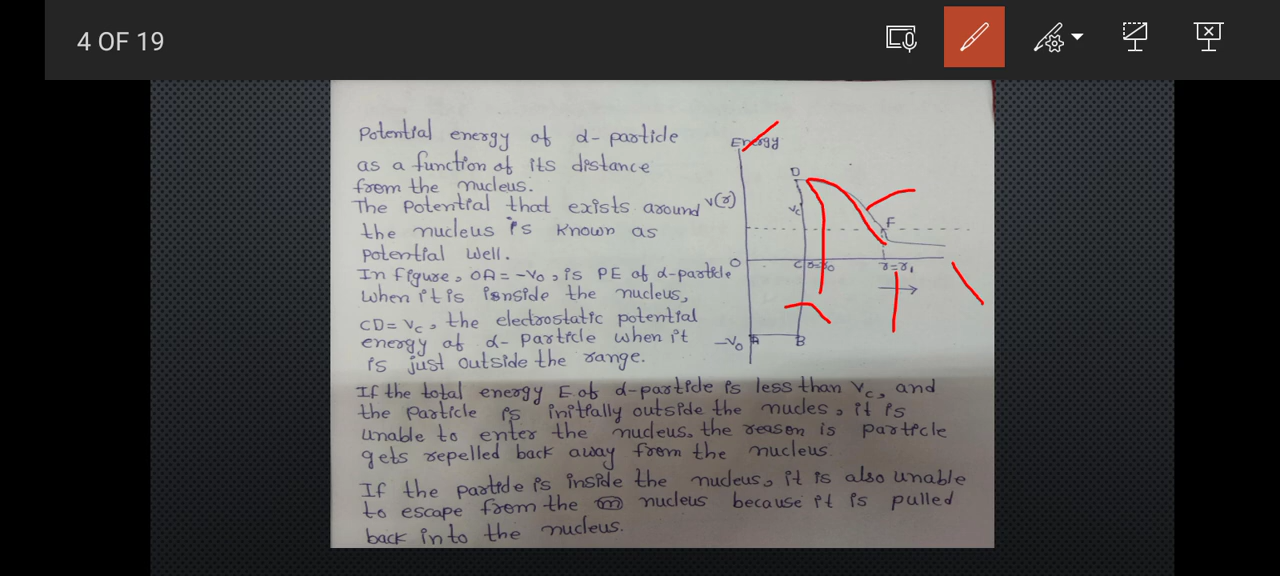 4 OF 19
Potential energy of α-particle
as a function of its distance
from the nucleus.
The Potential that exists around
the nucleus is known as
potential well.
In figure, OA = -V₀, is PE of α-particle
when it is ionside the nucleus,
CD = Vc, the electrostatic potential
energy of α-particle when it
is just outside the range.
Energy
V(r)
D
Vc
F
O
C r=r₀
r=r₁
-V₀ A
B
If the total energy E of α-particle is less than Vc, and
the particle is initially outside the nucles, it is
unable to enter the nucleus, the reason is particle
gets repelled back away from the nucleus.
If the particle is inside the nucleus, it is also unable
to escape from the nucleus because it is pulled
back into the nucleus.